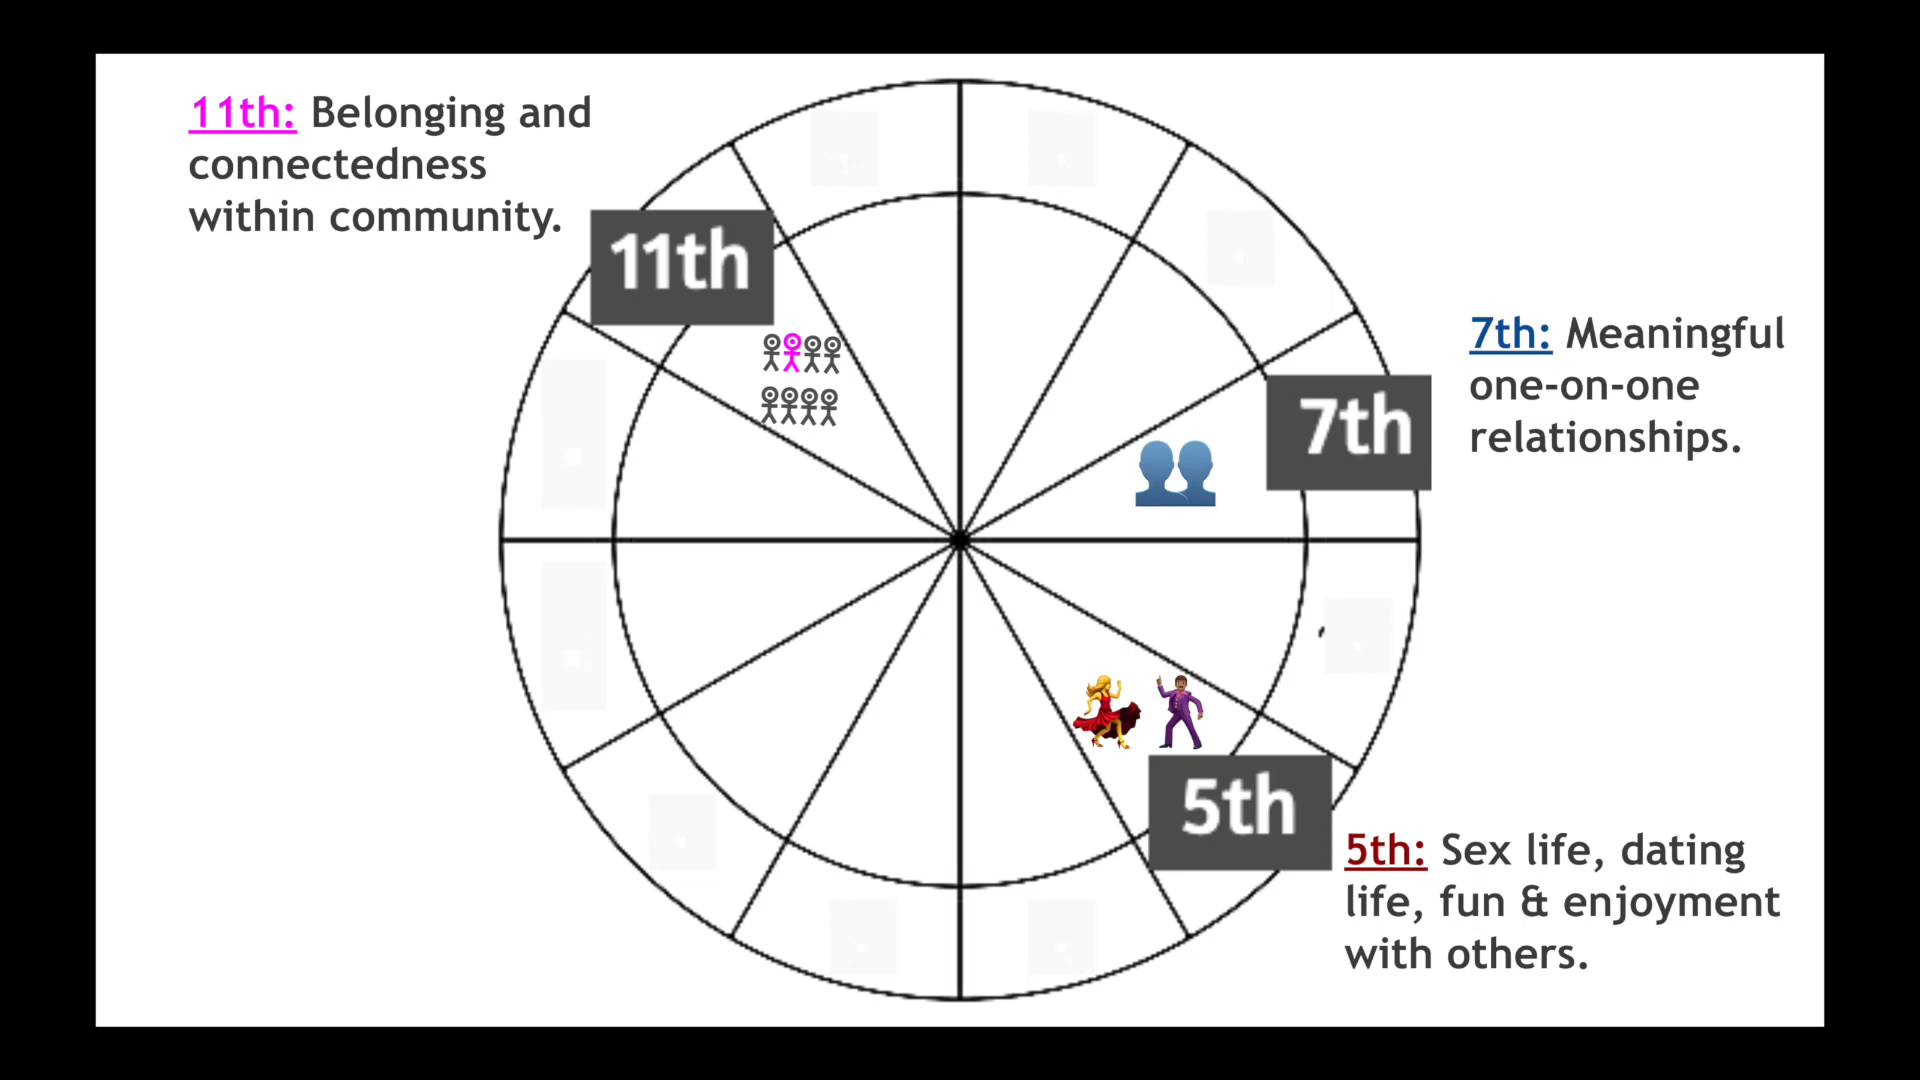 11th: Belonging and
connectedness
within community.
11th
7th: Meaningful
one-on-one
relationships.
7th
5th
5th: Sex life, dating
life, fun & enjoyment
with others.